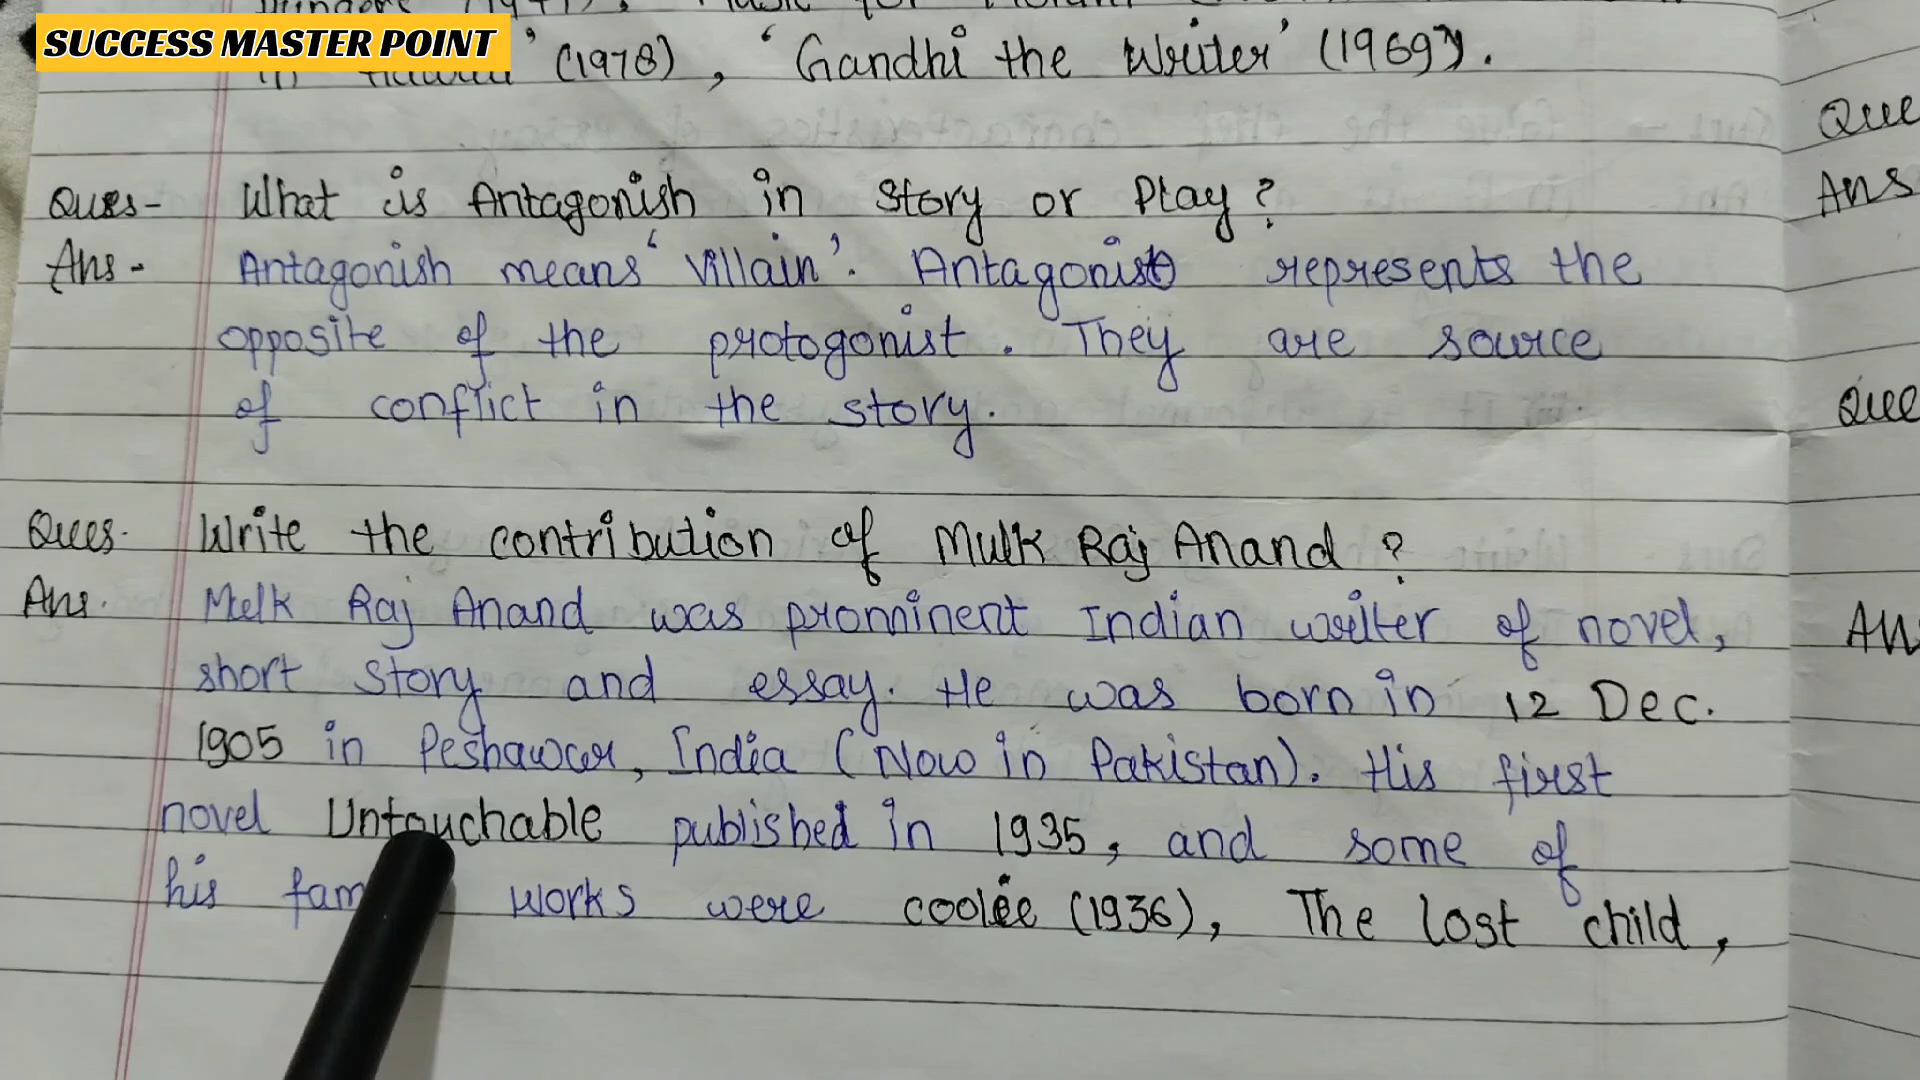 SUCCESS MASTER POINT
' (1978), 'Gandhi the Writer' (1969).
Ques- What is Antagonish in Story or Play?
Ans- Antagonish means 'Villain'. Antagonist represents the
opposite of the protogonist. They are source
of conflict in the story.
Ques. Write the contribution of Mulk Raj Anand?
Ans. Mulk Raj Anand was prominent Indian writer of novel,
short story and essay. He was born in 12 Dec.
1905 in Peshawar, India (Now in Pakistan). His first
novel Untouchable published in 1935, and some of
his works were coolie (1936), The lost child,
Que
Ans
Que
An